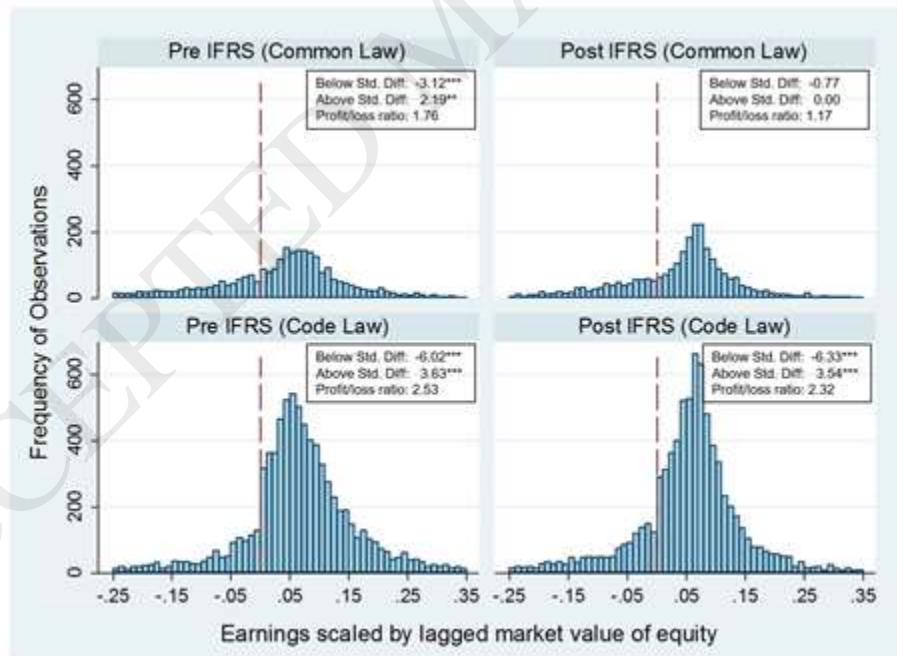 Pre IFRS (Common Law)
Below Std. Diff: -3.12***
Above Std. Diff: 2.19**
Profit/loss ratio: 1.76
Post IFRS (Common Law)
Below Std. Diff: -0.77
Above Std. Diff: 0.00
Profit/loss ratio: 1.17
600
400
200
0
Pre IFRS (Code Law)
Below Std. Diff: -6.02***
Above Std. Diff: 3.63***
Profit/loss ratio: 2.53
Post IFRS (Code Law)
Below Std. Diff: -6.33***
Above Std. Diff: 3.54***
Profit/loss ratio: 2.32
600
400
200
0
Frequency of Observations
-.25 -.15 -.05 .05 .15 .25 .35
-.25 -.15 -.05 .05 .15 .25 .35
Earnings scaled by lagged market value of equity
CCEPTED MA